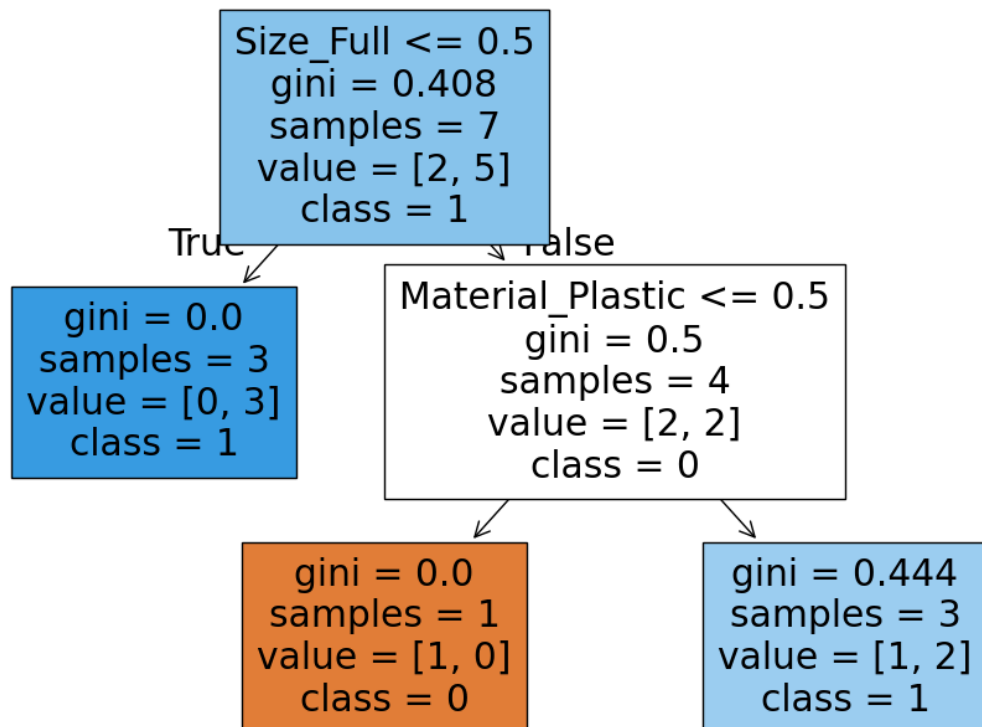 Size_Full <= 0.5
gini = 0.408
samples = 7
value = [2, 5]
class = 1
True
False
gini = 0.0
samples = 3
value = [0, 3]
class = 1
Material_Plastic <= 0.5
gini = 0.5
samples = 4
value = [2, 2]
class = 0
gini = 0.0
samples = 1
value = [1, 0]
class = 0
gini = 0.444
samples = 3
value = [1, 2]
class = 1